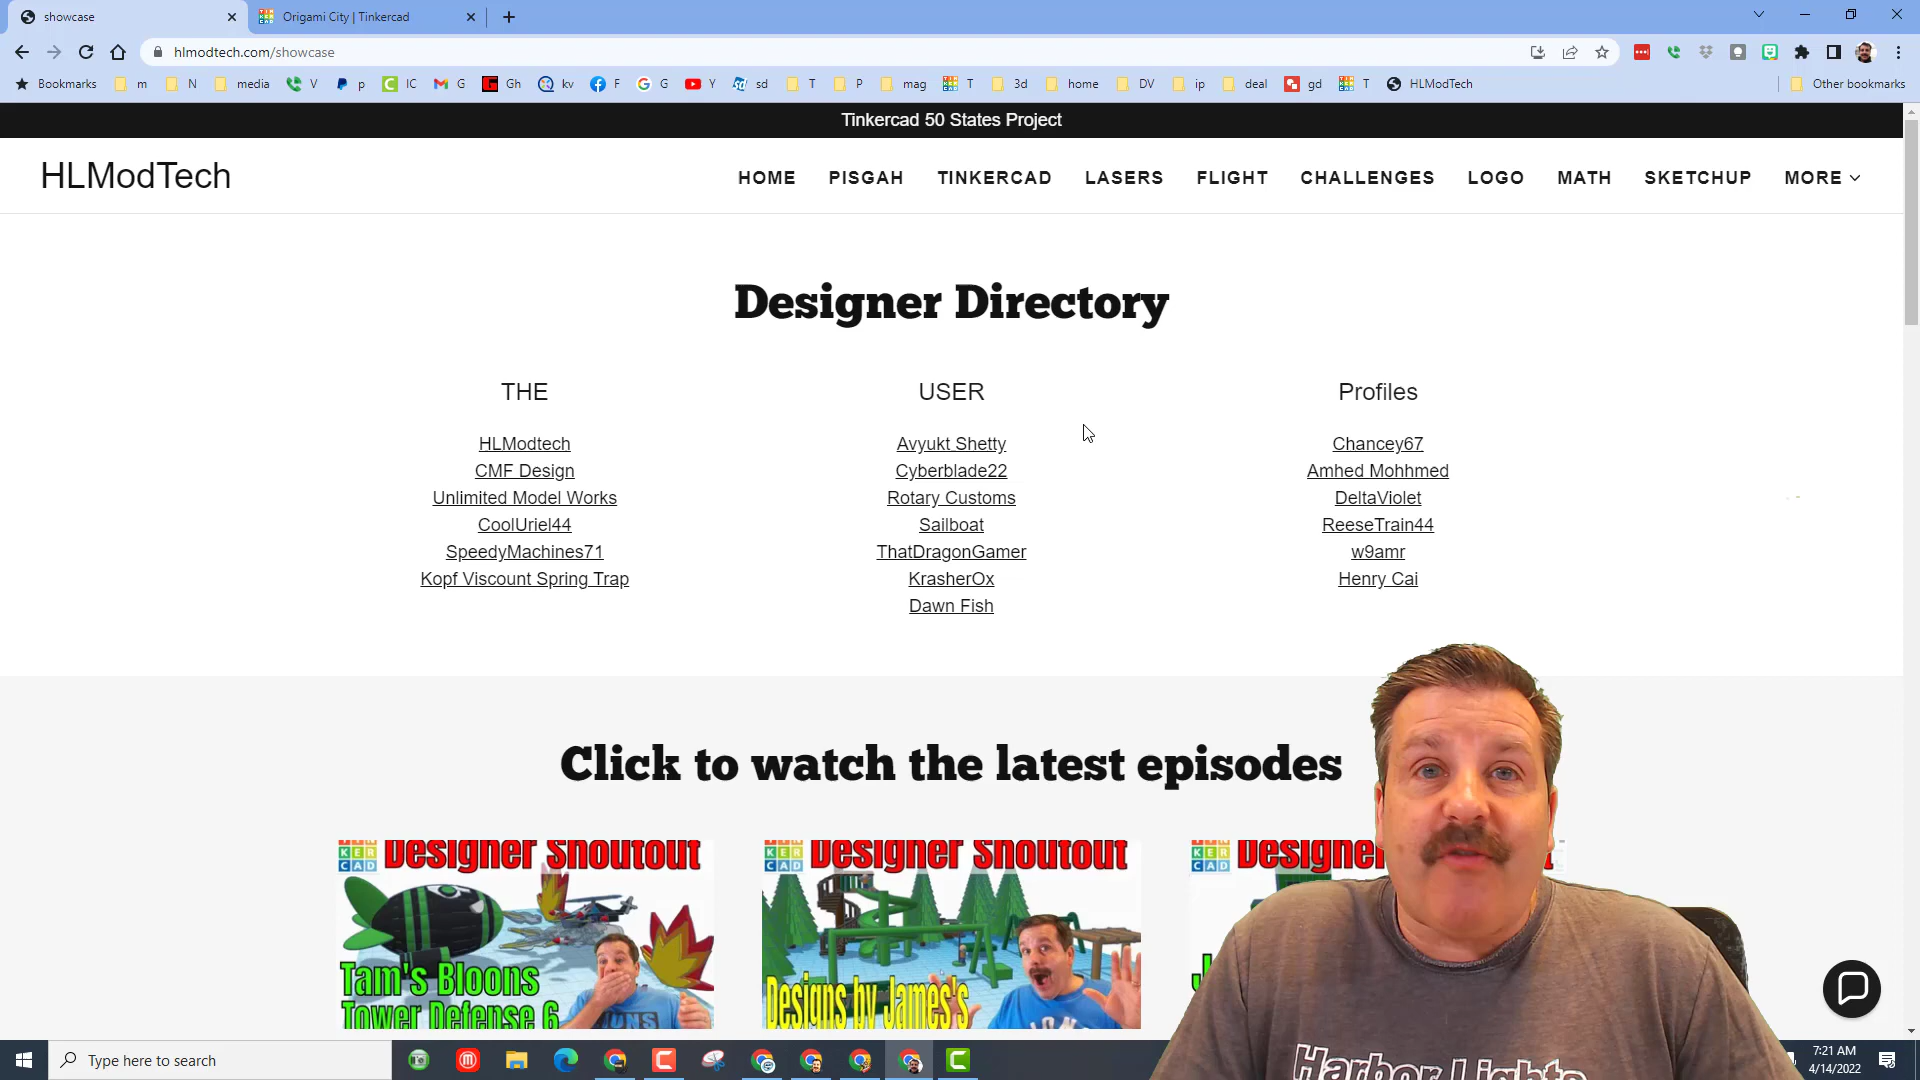 showcase
Origami City | Tinkercad
hlmodtech.com/showcase
Bookmarks m N media V p IC G Gh kv F G Y sd T P mag T 3d home DV ip deal gd T HLModTech Other bookmarks
Tinkercad 50 States Project
HLModTech
HOME PISGAH TINKERCAD LASERS FLIGHT CHALLENGES LOGO MATH SKETCHUP MORE
Designer Directory
THE USER Profiles
HLModtech Avyukt Shetty Chancey67
CMF Design Cyberblade22 Amhed Mohhmed
Unlimited Model Works Rotary Customs DeltaViolet
CoolUriel44 Sailboat ReeseTrain44
SpeedyMachines71 ThatDragonGamer w9amr
Kopf Viscount Spring Trap KrasherOx Henry Cai
Dawn Fish
Click to watch the latest episodes
Designer Shoutout
Tam's Bloons
Tower Defense 6
Designer Shoutout
Designs by James's
Harbor Lights
Type here to search
7:21 AM
4/14/2022